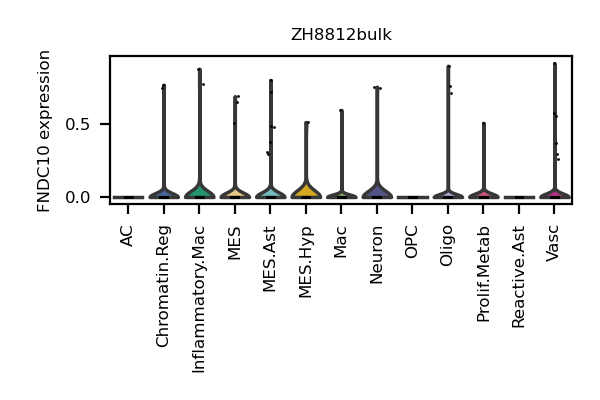 ZH8812bulk
FNDC10 expression
0.5
0.0
AC
Chromatin.Reg
Inflammatory.Mac
MES
MES.Ast
MES.Hyp
Mac
Neuron
OPC
Oligo
Prolif.Metab
Reactive.Ast
Vasc